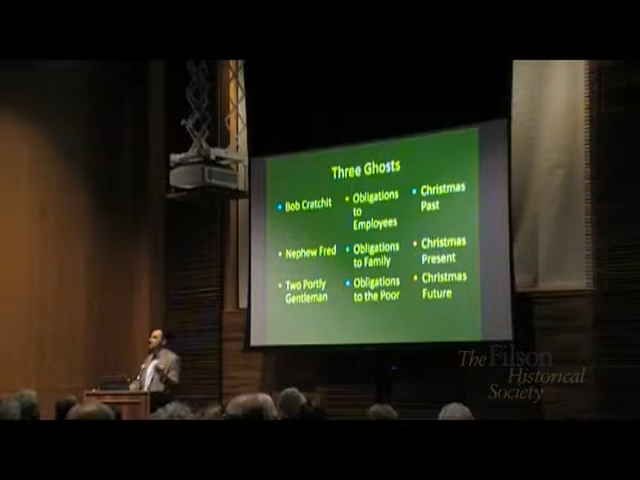 Three Ghosts
• Bob Cratchit
• Obligations
to
Employees
• Christmas
Past
• Nephew Fred
• Obligations
to Family
• Christmas
Present
• Two Portly
Gentleman
• Obligations
to the Poor
• Christmas
Future
The Filson
Historical
Society